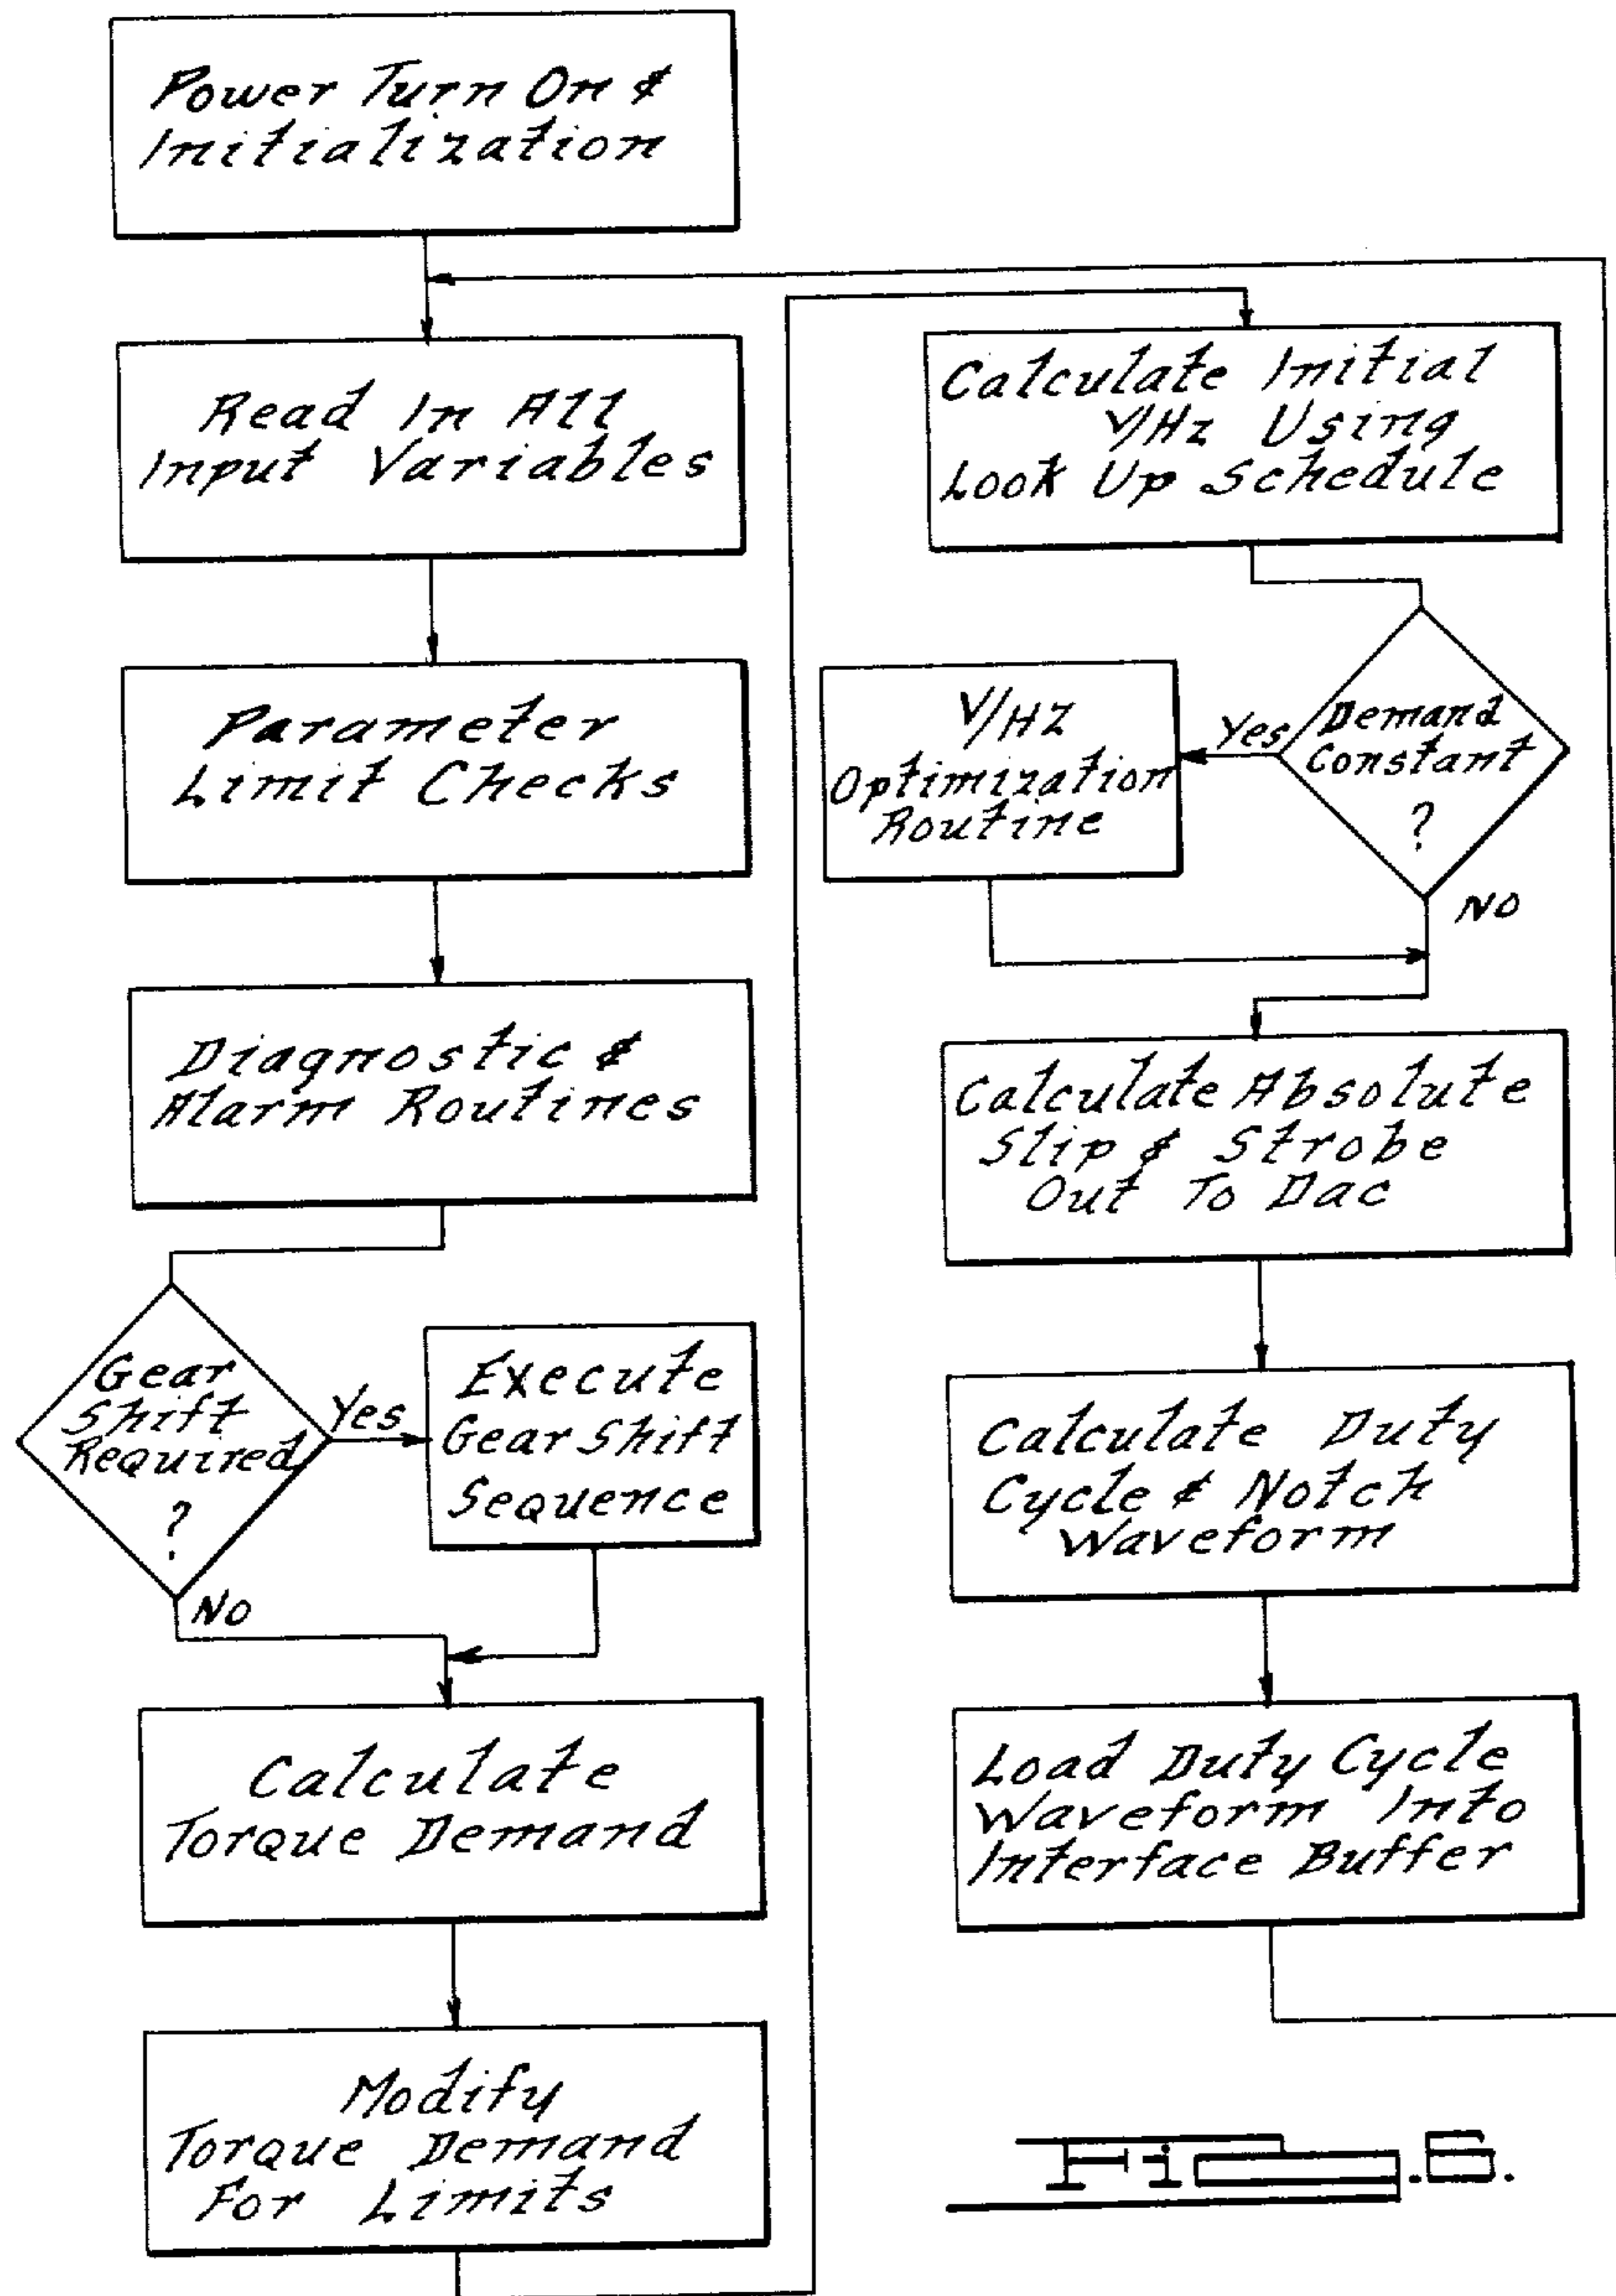 Power Turn On &
Initialization
Read In All
Input Variables
Parameter
Limit Checks
Diagnostic &
Alarm Routines
Gear
Shift
Required
?
Yes
Execute
Gear Shift
Sequence
NO
Calculate
Torque Demand
Modify
Torque Demand
For Limits
Calculate Initial
V/Hz Using
Look Up Schedule
Demand
Constant
?
Yes
V/HZ
Optimization
Routine
NO
Calculate Absolute
Slip & Strobe
Out To Dac
Calculate Duty
Cycle & Notch
Waveform
Load Duty Cycle
Waveform Into
Interface Buffer